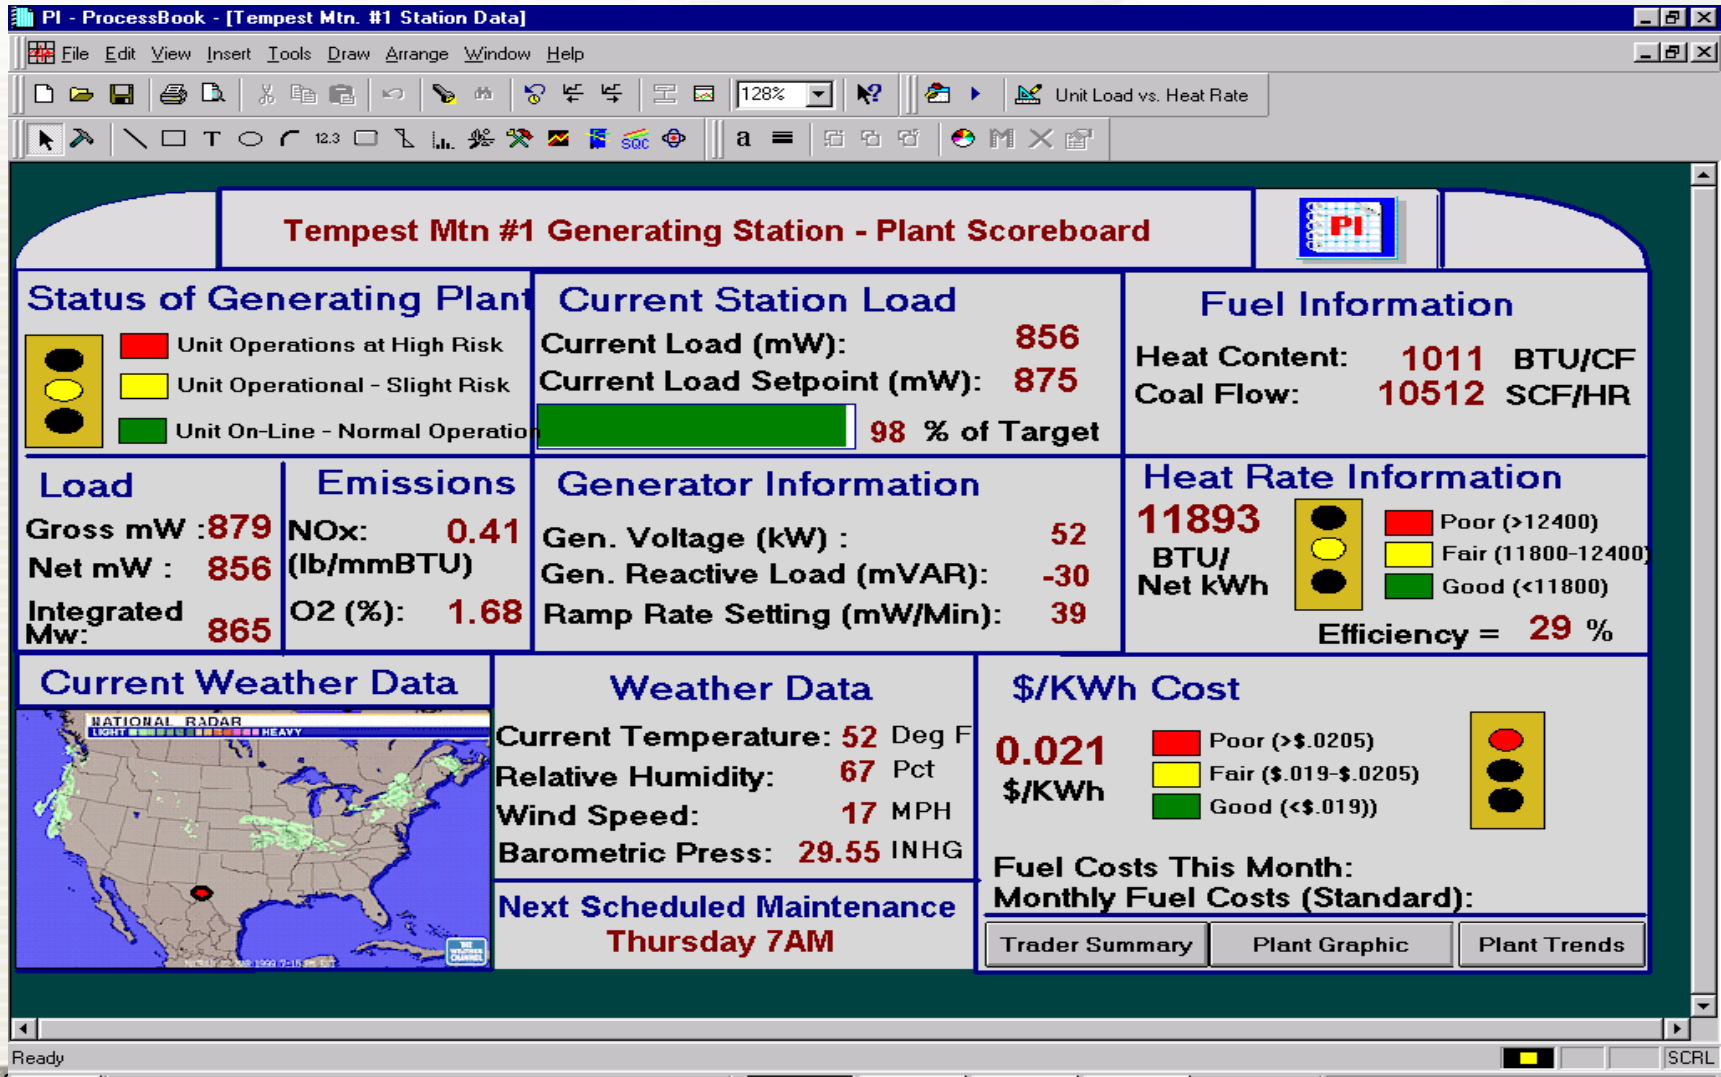 PI - ProcessBook - [Tempest Mtn. #1 Station Data]
File Edit View Insert Tools Draw Arrange Window Help
128% Unit Load vs. Heat Rate
T 12.3 SQC a
Tempest Mtn #1 Generating Station - Plant Scoreboard
PI
Status of Generating Plant
Unit Operations at High Risk
Unit Operational - Slight Risk
Unit On-Line - Normal Operation
Current Station Load
Current Load (mW): 856
Current Load Setpoint (mW): 875
98 % of Target
Fuel Information
Heat Content: 1011 BTU/CF
Coal Flow: 10512 SCF/HR
Load
Gross mW : 879
Net mW : 856
Integrated
Mw: 865
Emissions
NOx: 0.41
(lb/mmBTU)
O2 (%): 1.68
Generator Information
Gen. Voltage (kW) : 52
Gen. Reactive Load (mVAR): -30
Ramp Rate Setting (mW/Min): 39
Heat Rate Information
11893
BTU/
Net kWh
Poor (>12400)
Fair (11800-12400)
Good (<11800)
Efficiency = 29 %
Current Weather Data
NATIONAL RADAR
LIGHT HEAVY
THE
WEATHER
CHANNEL
Weather Data
Current Temperature: 52 Deg F
Relative Humidity: 67 Pct
Wind Speed: 17 MPH
Barometric Press: 29.55 INHG
Next Scheduled Maintenance
Thursday 7AM
$/KWh Cost
0.021
$/KWh
Poor (>$.0205)
Fair ($.019-$.0205)
Good (<$.019))
Fuel Costs This Month:
Monthly Fuel Costs (Standard):
Trader Summary Plant Graphic Plant Trends
Ready SCRL